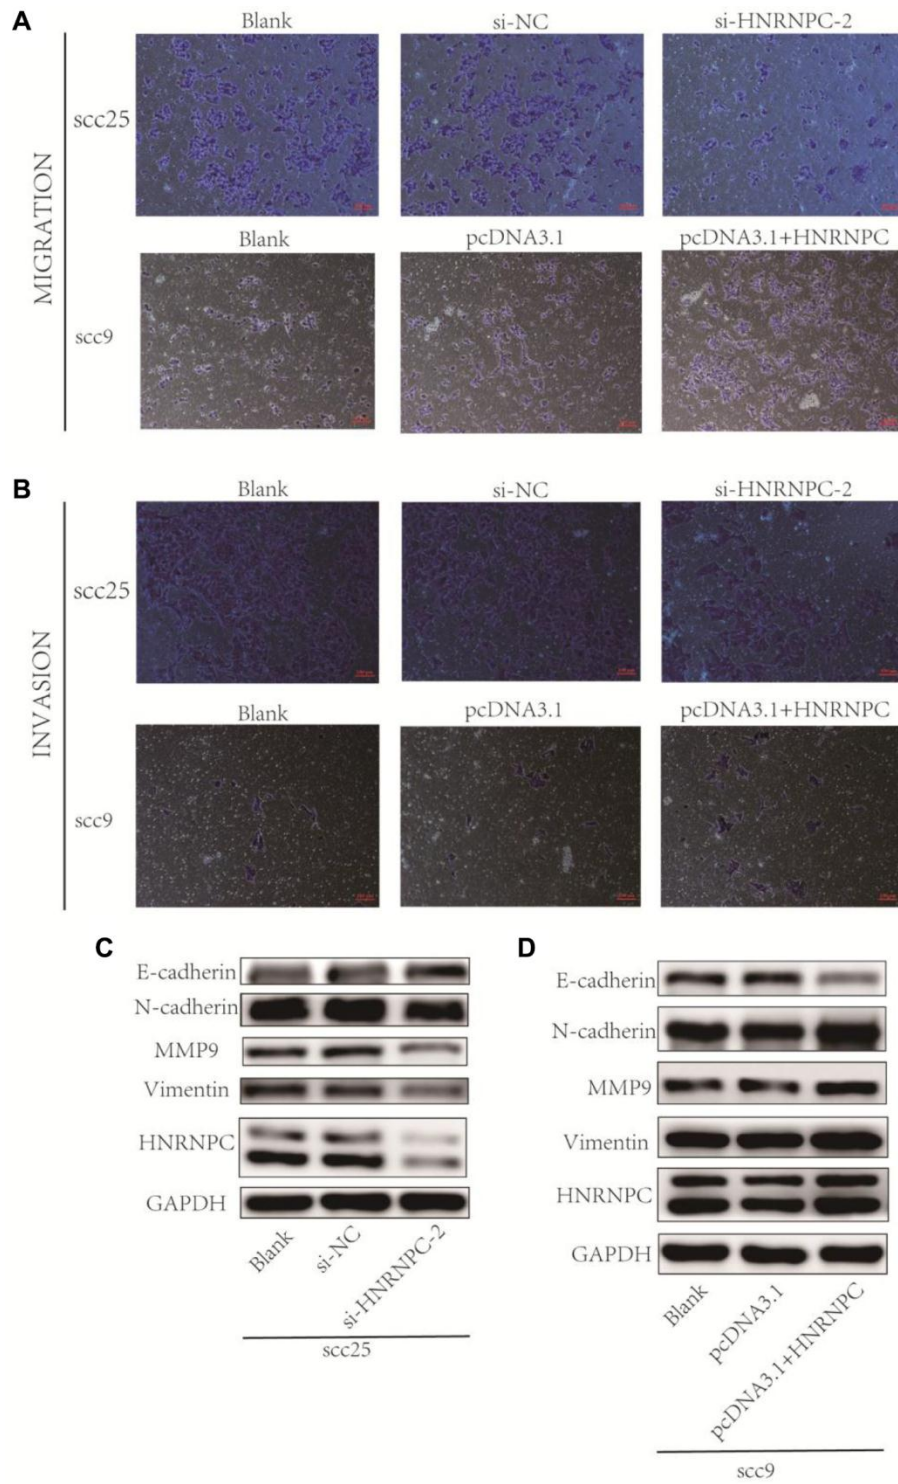 A
Blank si-NC si-HNRNPC-2
scc25
MIGRATION
Blank pcDNA3.1 pcDNA3.1+HNRNPC
scc9
B
Blank si-NC si-HNRNPC-2
scc25
INVASION
Blank pcDNA3.1 pcDNA3.1+HNRNPC
scc9
C
E-cadherin
N-cadherin
MMP9
Vimentin
HNRNPC
GAPDH
Blank
si-NC
si-HNRNPC-2
scc25
D
E-cadherin
N-cadherin
MMP9
Vimentin
HNRNPC
GAPDH
Blank
pcDNA3.1
pcDNA3.1+HNRNPC
scc9